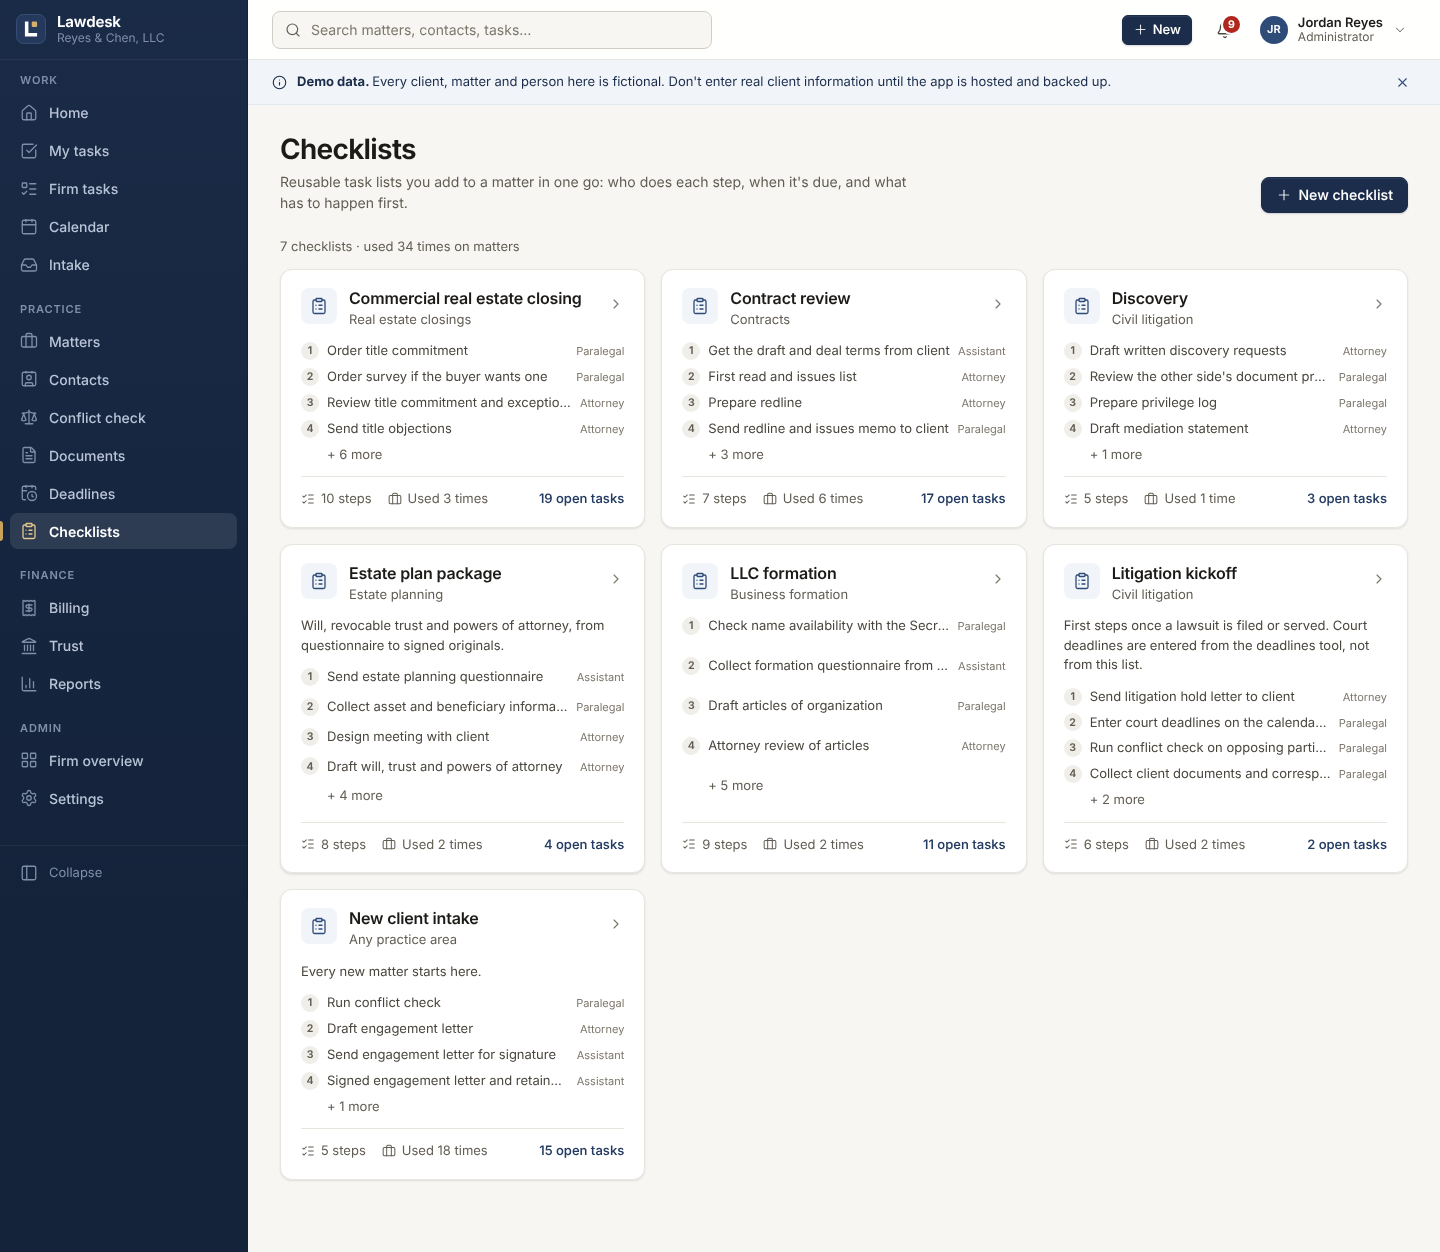 Lawdesk
Reyes & Chen, LLC
WORK
Home
My tasks
Firm tasks
Calendar
Intake
PRACTICE
Matters
Contacts
Conflict check
Documents
Deadlines
Checklists
FINANCE
Billing
Trust
Reports
ADMIN
Firm overview
Settings
Collapse
Search matters, contacts, tasks...
New
9
JR
Jordan Reyes
Administrator
Demo data. Every client, matter and person here is fictional. Don't enter real client information until the app is hosted and backed up.
Checklists
Reusable task lists you add to a matter in one go: who does each step, when it's due, and what
has to happen first.
New checklist
7 checklists · used 34 times on matters
Commercial real estate closing
Real estate closings
1 Order title commitment Paralegal
2 Order survey if the buyer wants one Paralegal
3 Review title commitment and exceptio... Attorney
4 Send title objections Attorney
+ 6 more
10 steps Used 3 times 19 open tasks
Contract review
Contracts
1 Get the draft and deal terms from client Assistant
2 First read and issues list Attorney
3 Prepare redline Attorney
4 Send redline and issues memo to client Paralegal
+ 3 more
7 steps Used 6 times 17 open tasks
Discovery
Civil litigation
1 Draft written discovery requests Attorney
2 Review the other side's document pr... Paralegal
3 Prepare privilege log Paralegal
4 Draft mediation statement Attorney
+ 1 more
5 steps Used 1 time 3 open tasks
Estate plan package
Estate planning
Will, revocable trust and powers of attorney, from
questionnaire to signed originals.
1 Send estate planning questionnaire Assistant
2 Collect asset and beneficiary informa... Paralegal
3 Design meeting with client Attorney
4 Draft will, trust and powers of attorney Attorney
+ 4 more
8 steps Used 2 times 4 open tasks
LLC formation
Business formation
1 Check name availability with the Secr... Paralegal
2 Collect formation questionnaire from ... Assistant
3 Draft articles of organization Paralegal
4 Attorney review of articles Attorney
+ 5 more
9 steps Used 2 times 11 open tasks
Litigation kickoff
Civil litigation
First steps once a lawsuit is filed or served. Court
deadlines are entered from the deadlines tool, not
from this list.
1 Send litigation hold letter to client Attorney
2 Enter court deadlines on the calenda... Paralegal
3 Run conflict check on opposing parti... Paralegal
4 Collect client documents and corresp... Paralegal
+ 2 more
6 steps Used 2 times 2 open tasks
New client intake
Any practice area
Every new matter starts here.
1 Run conflict check Paralegal
2 Draft engagement letter Attorney
3 Send engagement letter for signature Assistant
4 Signed engagement letter and retain... Assistant
+ 1 more
5 steps Used 18 times 15 open tasks